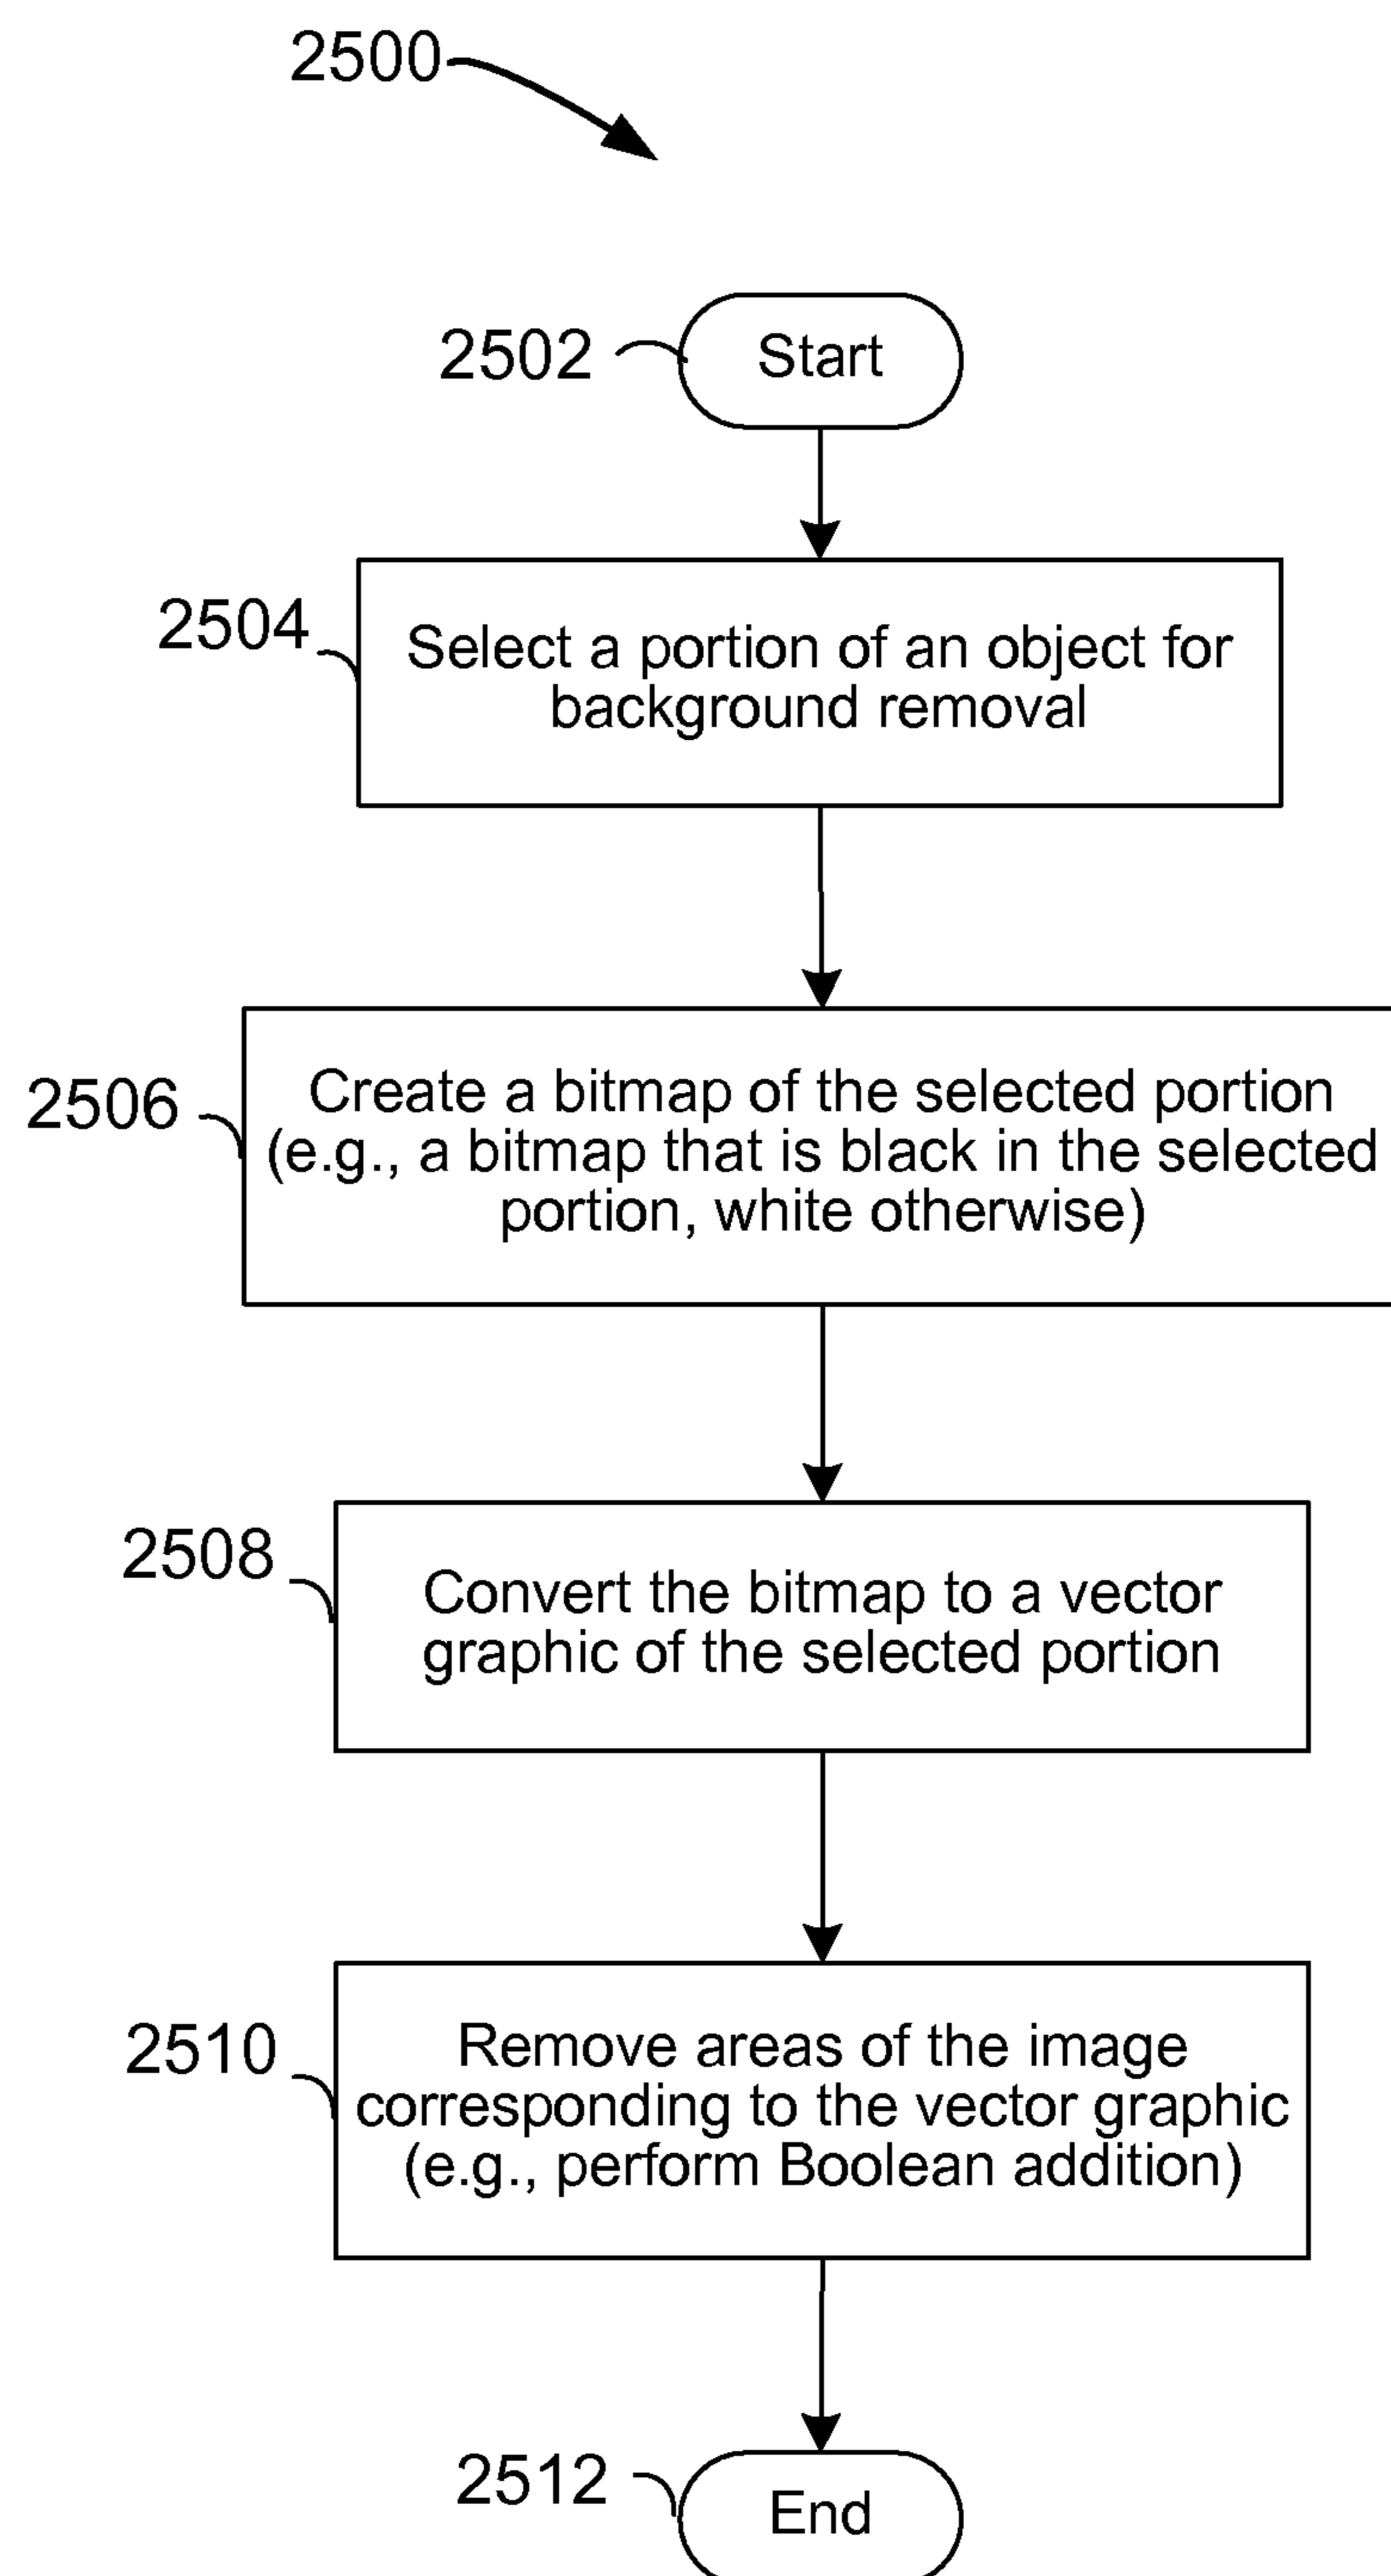 2500
2502
Start
2504
Select a portion of an object for
background removal
2506
Create a bitmap of the selected portion
(e.g., a bitmap that is black in the selected
portion, white otherwise)
2508
Convert the bitmap to a vector
graphic of the selected portion
2510
Remove areas of the image
corresponding to the vector graphic
(e.g., perform Boolean addition)
2512
End